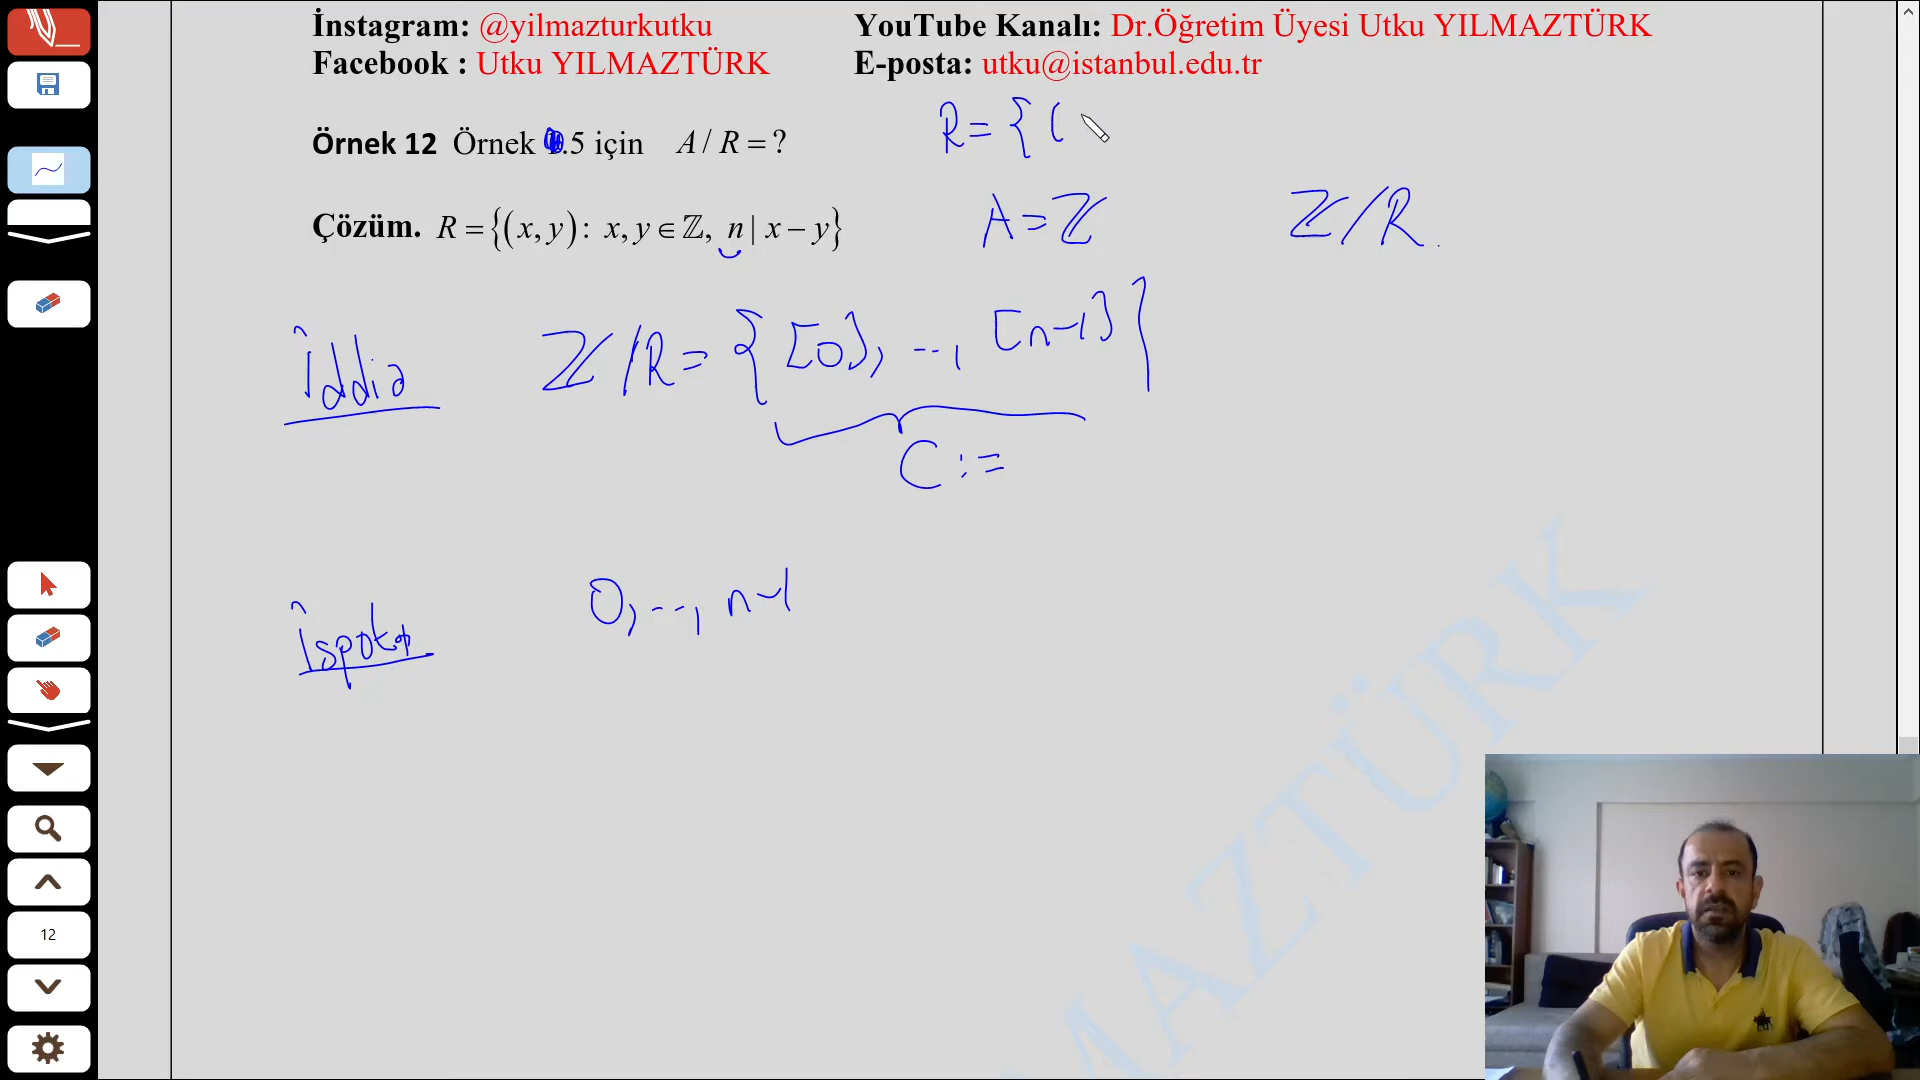 İnstagram: @yilmazturkutku YouTube Kanalı: Dr.Öğretim Üyesi Utku YILMAZTÜRK
Facebook : Utku YILMAZTÜRK E-posta: utku@istanbul.edu.tr
R = { (
Örnek 12 Örnek .5 için A / R = ?
Çözüm. R = {(x, y) : x, y ∈ ℤ, n | x − y} A = ℤ ℤ/R
İddia ℤ/R = { [0], ..., [n-1] }
C :=
İspat 0, ..., n-1
12
MAZTÜRK